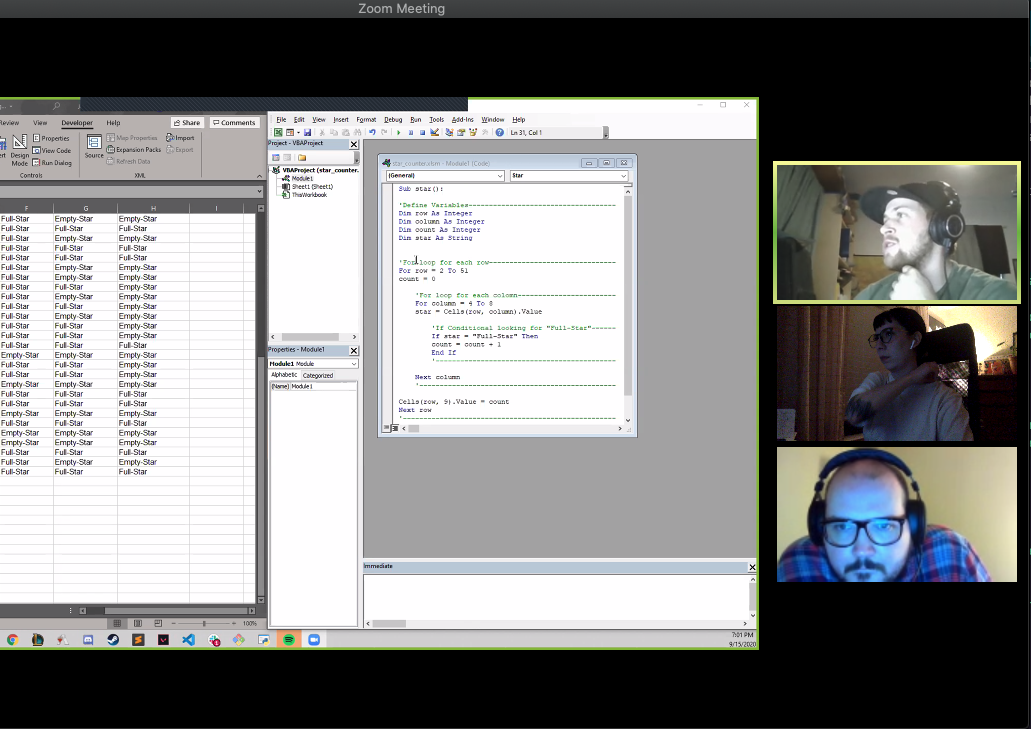 Zoom Meeting
File Edit View Insert Format Debug Run Tools Add-Ins Window Help
Review View Developer Help Share Comments
Ln 31, Col 1
Design Mode
Properties
View Code
Run Dialog
Source
Map Properties
Expansion Packs
Refresh Data
Import
Export
Controls
XML
Project - VBAProject
VBAProject (star_counter.
Module1
Sheet1 (Sheet1)
ThisWorkbook
star_counter.xlsm - Module1 (Code)
(General) Star
Sub star():
'Define Variables------------------------------------
Dim row As Integer
Dim column As Integer
Dim count As Integer
Dim star As String
'For loop for each row-------------------------------
For row = 2 To 51
count = 0
'For loop for each colomn------------------------
For column = 4 To 8
star = Cells(row, column).Value
'If Conditional looking for "Full-Star"------
If star = "Full-Star" Then
count = count + 1
End If
'--------------------------------------------
Next column
'------------------------------------------------
Cells(row, 9).Value = count
Next row
'----------------------------------------------------
F G H I
Full-Star Empty-Star Empty-Star
Full-Star Full-Star Full-Star
Full-Star Empty-Star Empty-Star
Full-Star Full-Star Full-Star
Full-Star Full-Star Full-Star
Full-Star Empty-Star Empty-Star
Full-Star Empty-Star Empty-Star
Full-Star Full-Star Empty-Star
Full-Star Full-Star Full-Star
Full-Star Empty-Star Empty-Star
Full-Star Empty-Star Empty-Star
Full-Star Full-Star Empty-Star
Full-Star Full-Star Empty-Star
Full-Star Full-Star Empty-Star
Empty-Star Empty-Star Empty-Star
Full-Star Full-Star Empty-Star
Full-Star Full-Star Empty-Star
Empty-Star Empty-Star Empty-Star
Full-Star Full-Star Full-Star
Full-Star Full-Star Empty-Star
Empty-Star Empty-Star Empty-Star
Full-Star Full-Star Full-Star
Empty-Star Empty-Star Empty-Star
Empty-Star Empty-Star Empty-Star
Full-Star Full-Star Full-Star
Full-Star Empty-Star Empty-Star
Full-Star Empty-Star Full-Star
Properties - Module1
Module1 Module
Alphabetic Categorized
(Name) Module1
Immediate
100%
7:01 PM
9/15/2020